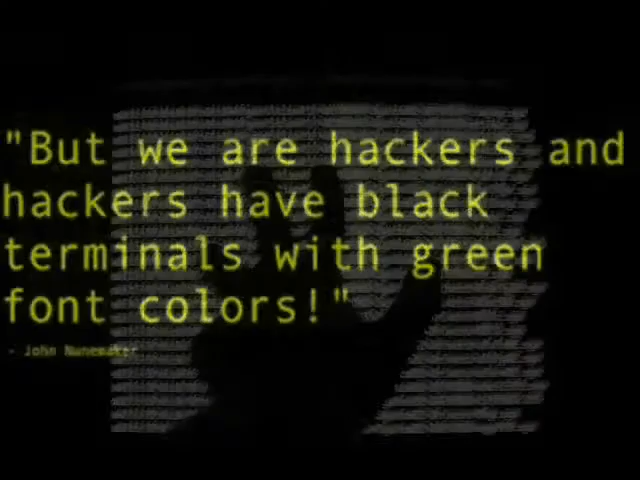 "But we are hackers and
hackers have black
terminals with green
font colors!"
- John Nunemaker